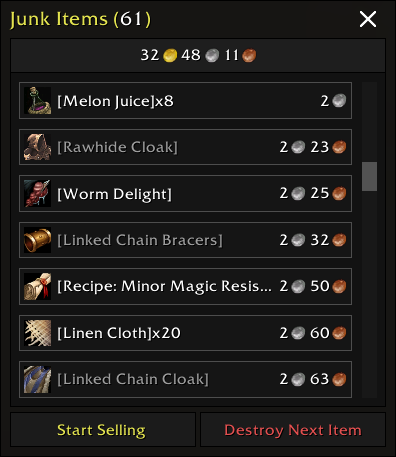 Junk Items (61)
32 48 11
[Melon Juice]x8 2
[Rawhide Cloak] 2 23
[Worm Delight] 2 25
[Linked Chain Bracers] 2 32
[Recipe: Minor Magic Resis... 2 50
[Linen Cloth]x20 2 60
[Linked Chain Cloak] 2 63
Start Selling Destroy Next Item